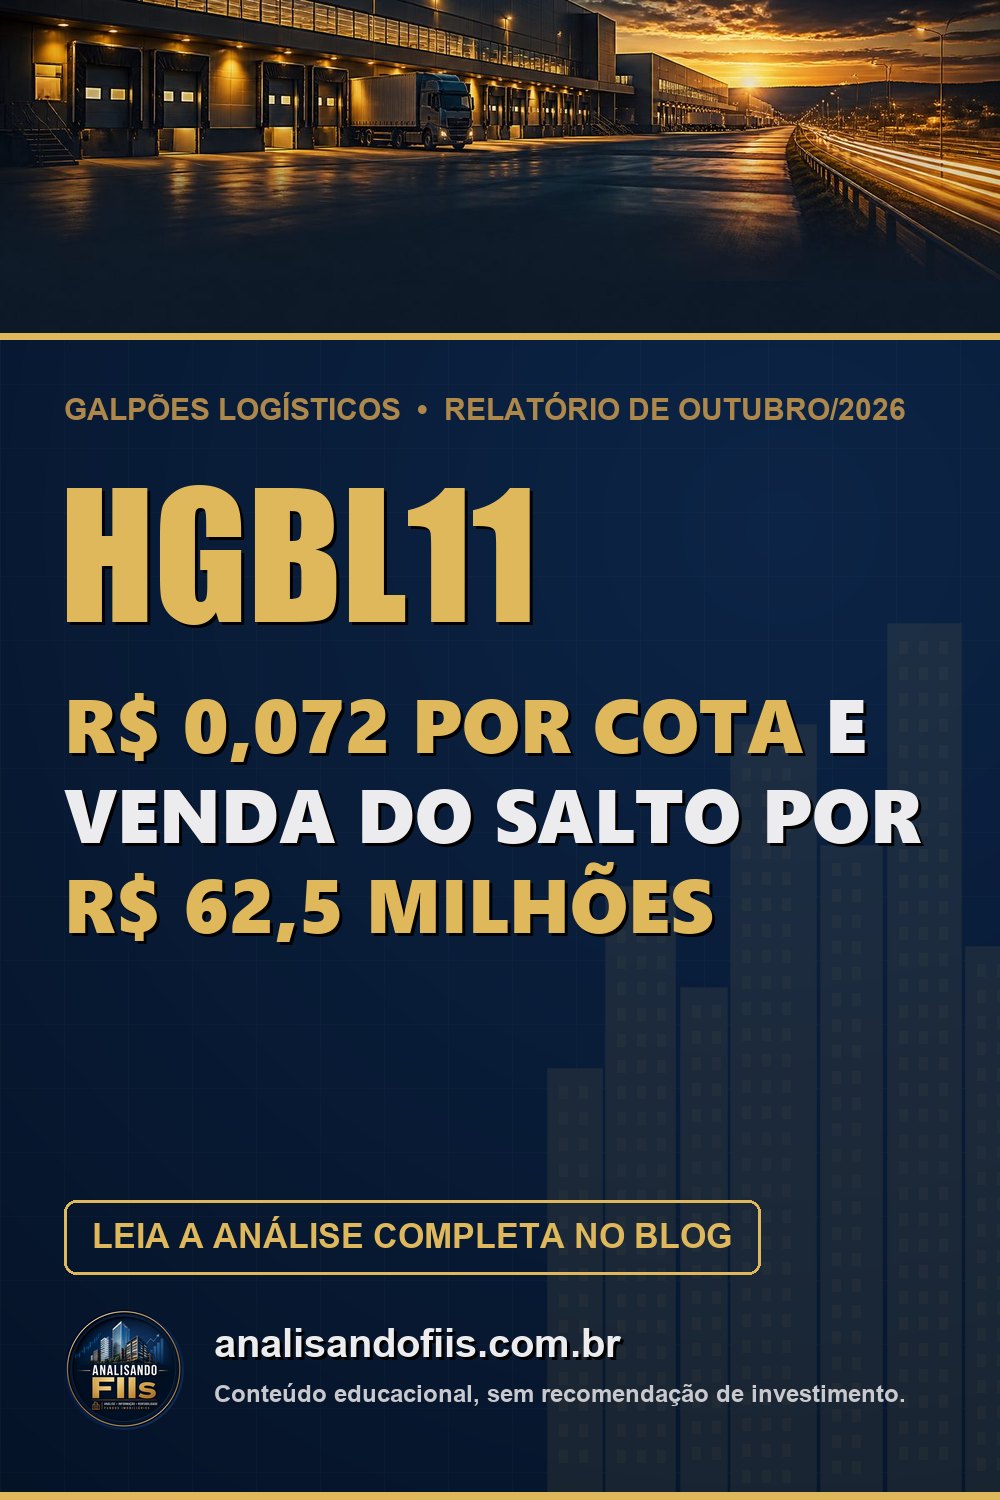 GALPÕES LOGÍSTICOS • RELATÓRIO DE OUTUBRO/2026
HGBL11
R$ 0,072 POR COTA E
VENDA DO SALTO POR
R$ 62,5 MILHÕES
LEIA A ANÁLISE COMPLETA NO BLOG
ANALISANDO
FIIs
analisandofiis.com.br
Conteúdo educacional, sem recomendação de investimento.